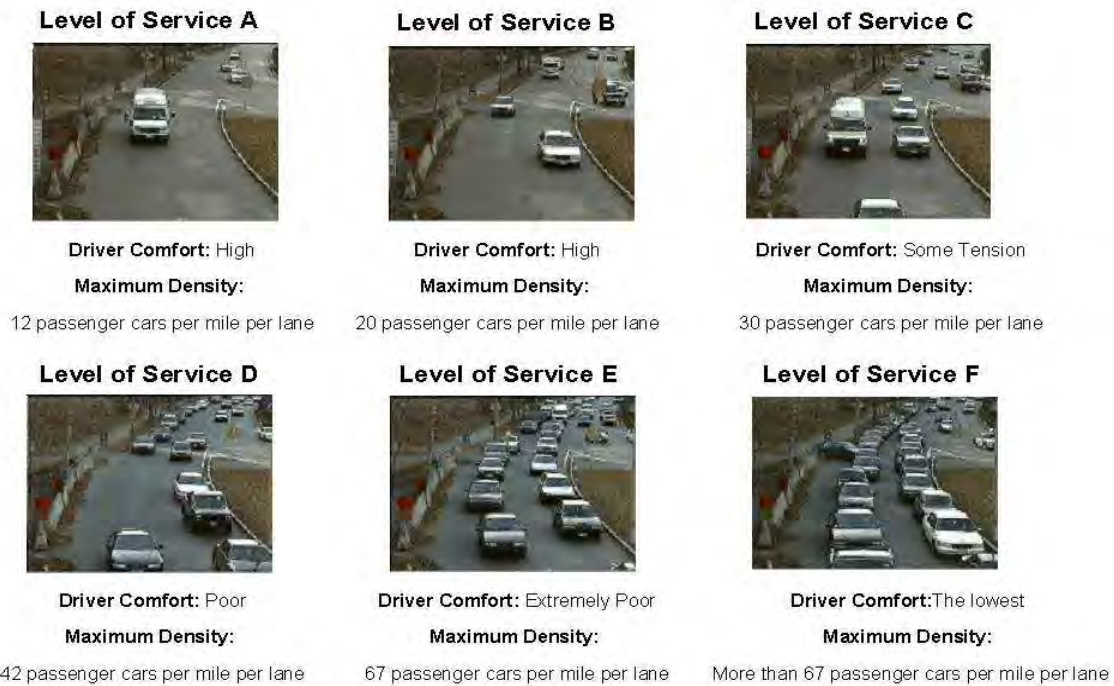 Level of Service A
Driver Comfort: High
Maximum Density:
12 passenger cars per mile per lane
Level of Service B
Driver Comfort: High
Maximum Density:
20 passenger cars per mile per lane
Level of Service C
Driver Comfort: Some Tension
Maximum Density:
30 passenger cars per mile per lane
Level of Service D
Driver Comfort: Poor
Maximum Density:
42 passenger cars per mile per lane
Level of Service E
Driver Comfort: Extremely Poor
Maximum Density:
67 passenger cars per mile per lane
Level of Service F
Driver Comfort:The lowest
Maximum Density:
More than 67 passenger cars per mile per lane